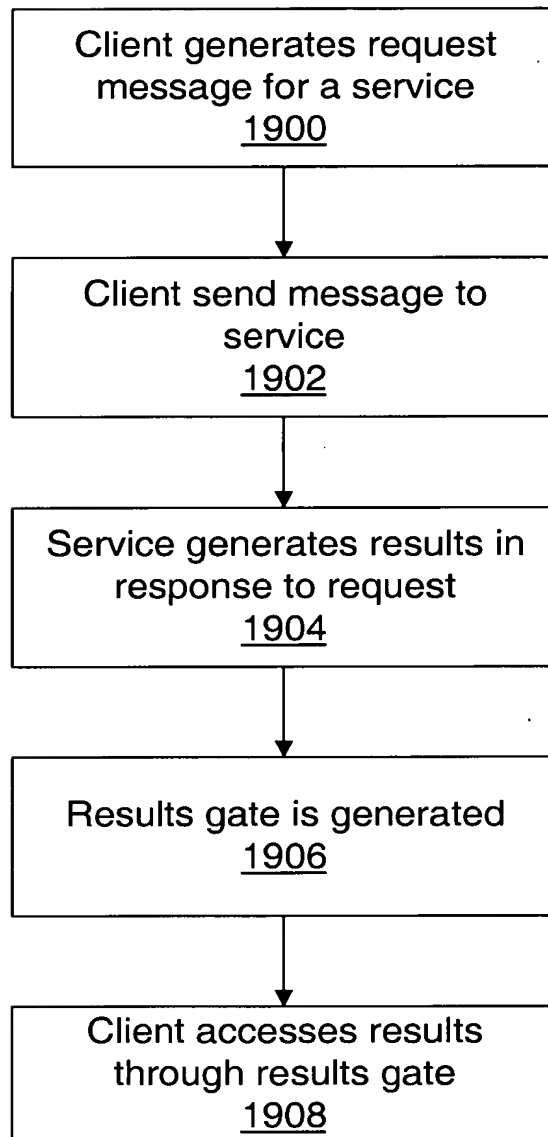 Client generates request
message for a service
1900
Client send message to
service
1902
Service generates results in
response to request
1904
Results gate is generated
1906
Client accesses results
through results gate
1908